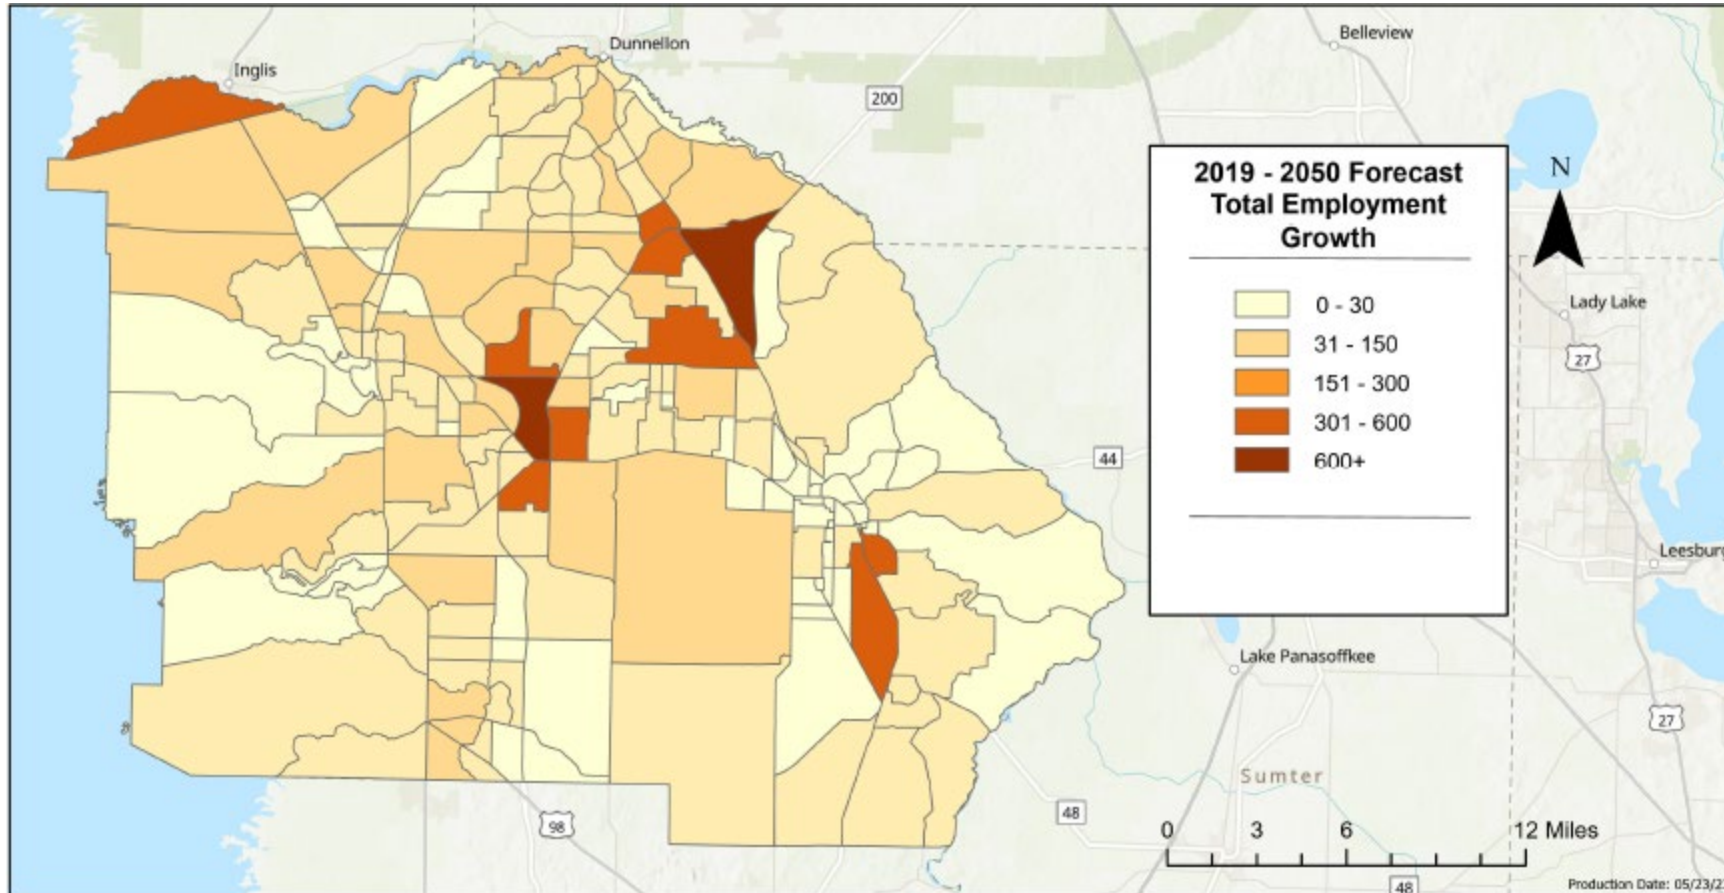 Belleview
Dunnellon
Inglis
200
2019 - 2050 Forecast
Total Employment
Growth
N
0 - 30
31 - 150
151 - 300
301 - 600
600+
Lady Lake
27
44
Leesburg
Lake Panasoffkee
27
Sumter
98
48
0 3 6 12 Miles
48
Production Date: 05/23/2